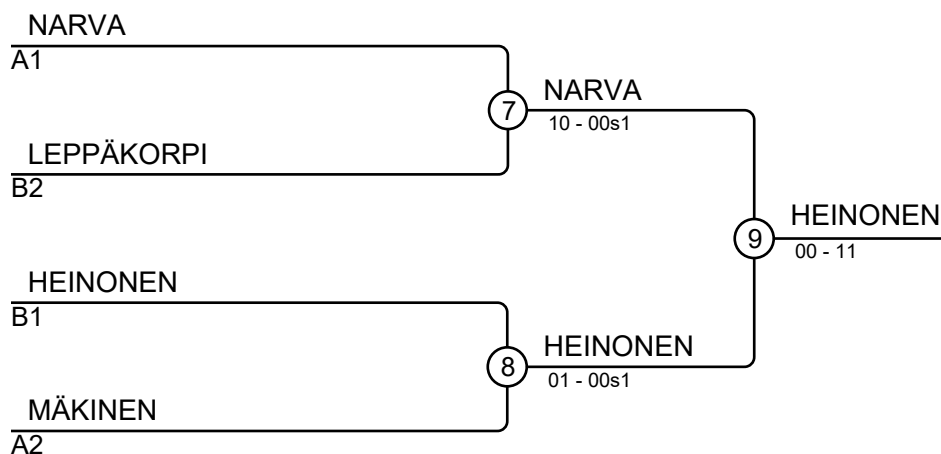 NARVA
A1
7
NARVA
10 - 00s1
LEPPÄKORPI
B2
9
HEINONEN
00 - 11
HEINONEN
B1
8
HEINONEN
01 - 00s1
MÄKINEN
A2